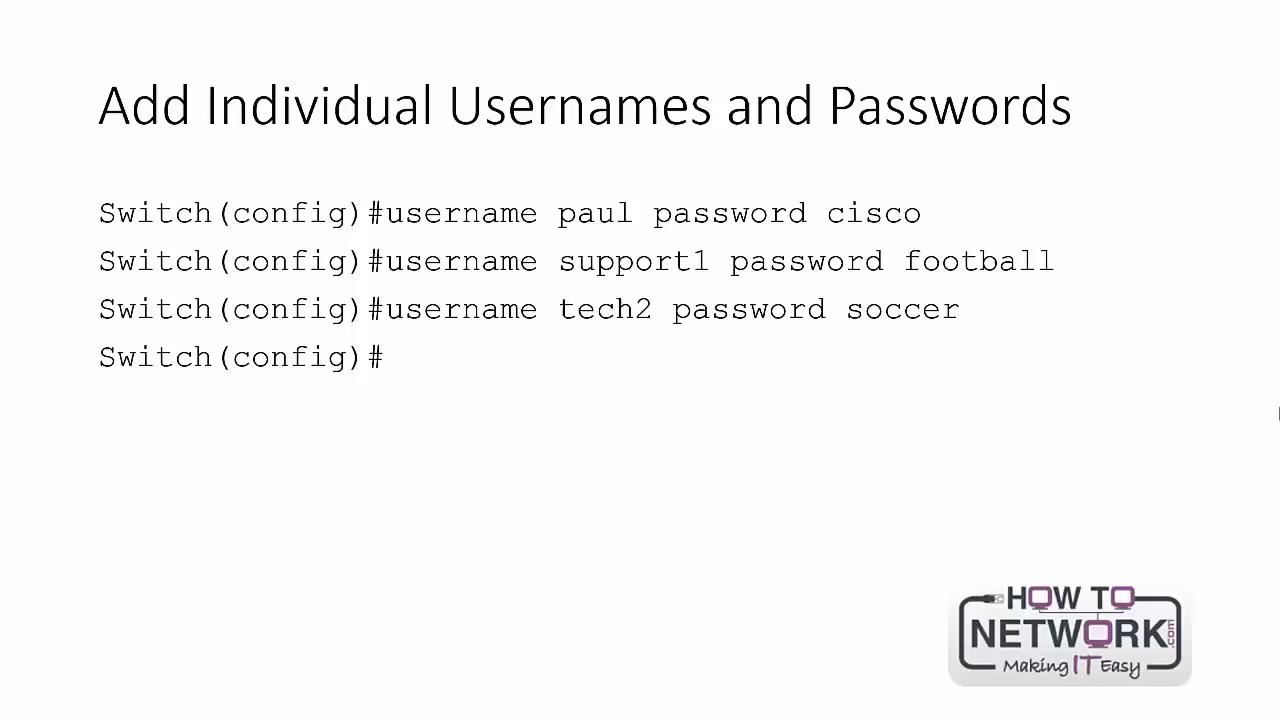 Add Individual Usernames and Passwords
Switch(config)#username paul password cisco
Switch(config)#username support1 password football
Switch(config)#username tech2 password soccer
Switch(config)#
HOW TO
NETWORK.com
Making IT Easy